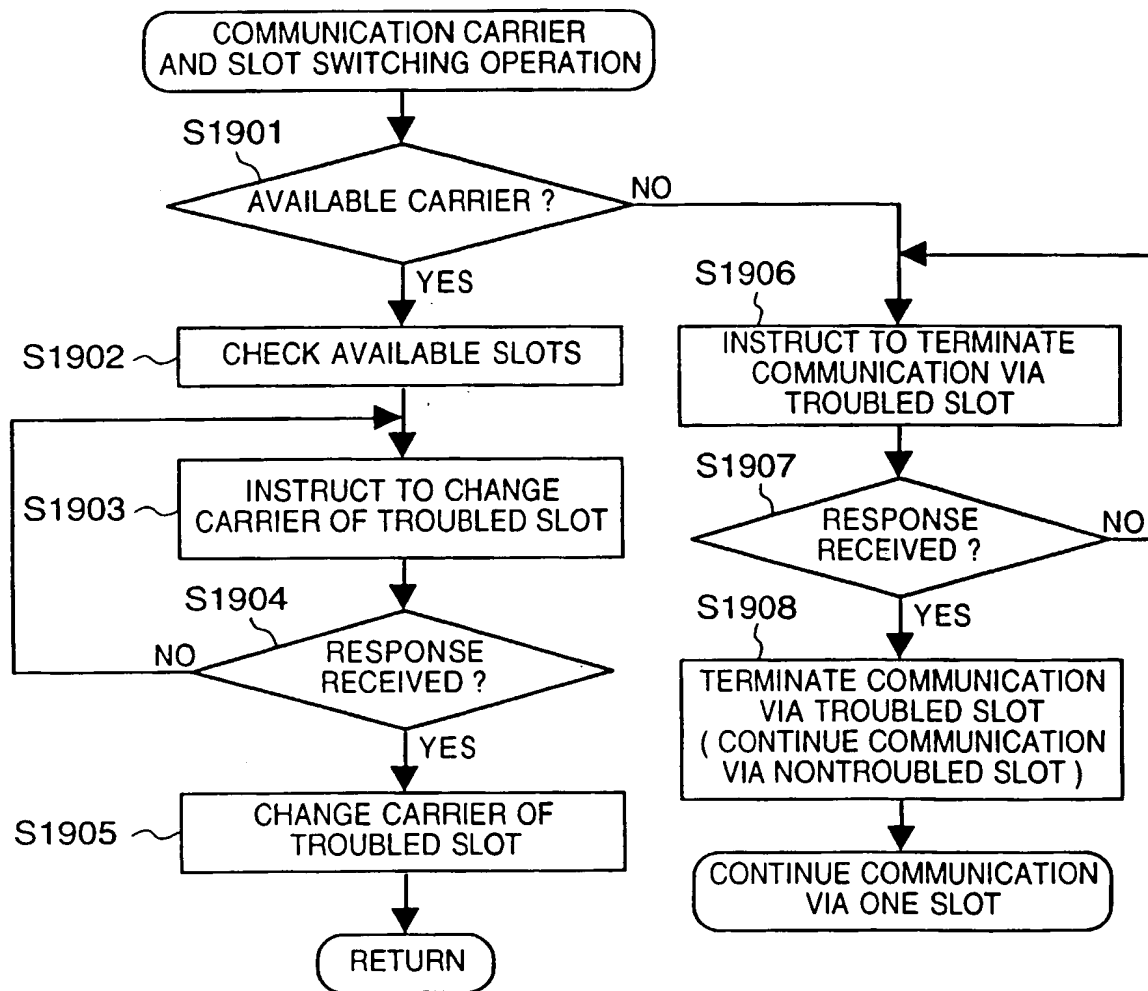 COMMUNICATION CARRIER
AND SLOT SWITCHING OPERATION
S1901
AVAILABLE CARRIER ?
NO
YES
S1902
CHECK AVAILABLE SLOTS
S1903
INSTRUCT TO CHANGE
CARRIER OF TROUBLED SLOT
S1904
NO
RESPONSE
RECEIVED ?
YES
S1905
CHANGE CARRIER OF
TROUBLED SLOT
RETURN
S1906
INSTRUCT TO TERMINATE
COMMUNICATION VIA
TROUBLED SLOT
S1907
RESPONSE
RECEIVED ?
NO
YES
S1908
TERMINATE COMMUNICATION
VIA TROUBLED SLOT
( CONTINUE COMMUNICATION
VIA NONTROUBLED SLOT )
CONTINUE COMMUNICATION
VIA ONE SLOT